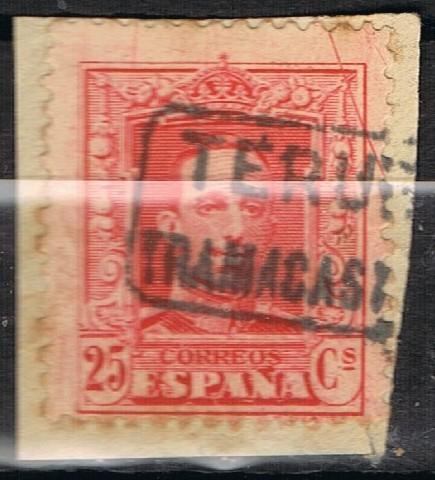 TERU
TRAMACAST
CORREOS
25 ESPAÑA Cs